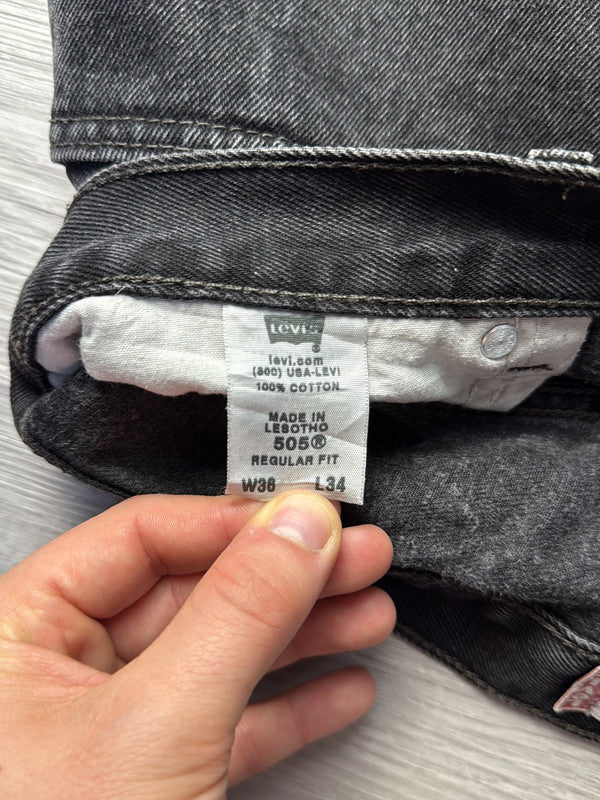 Levi's
®
levi.com
(800) USA-LEVI
100% COTTON
MADE IN
LESOTHO
505®
REGULAR FIT
W36 L34